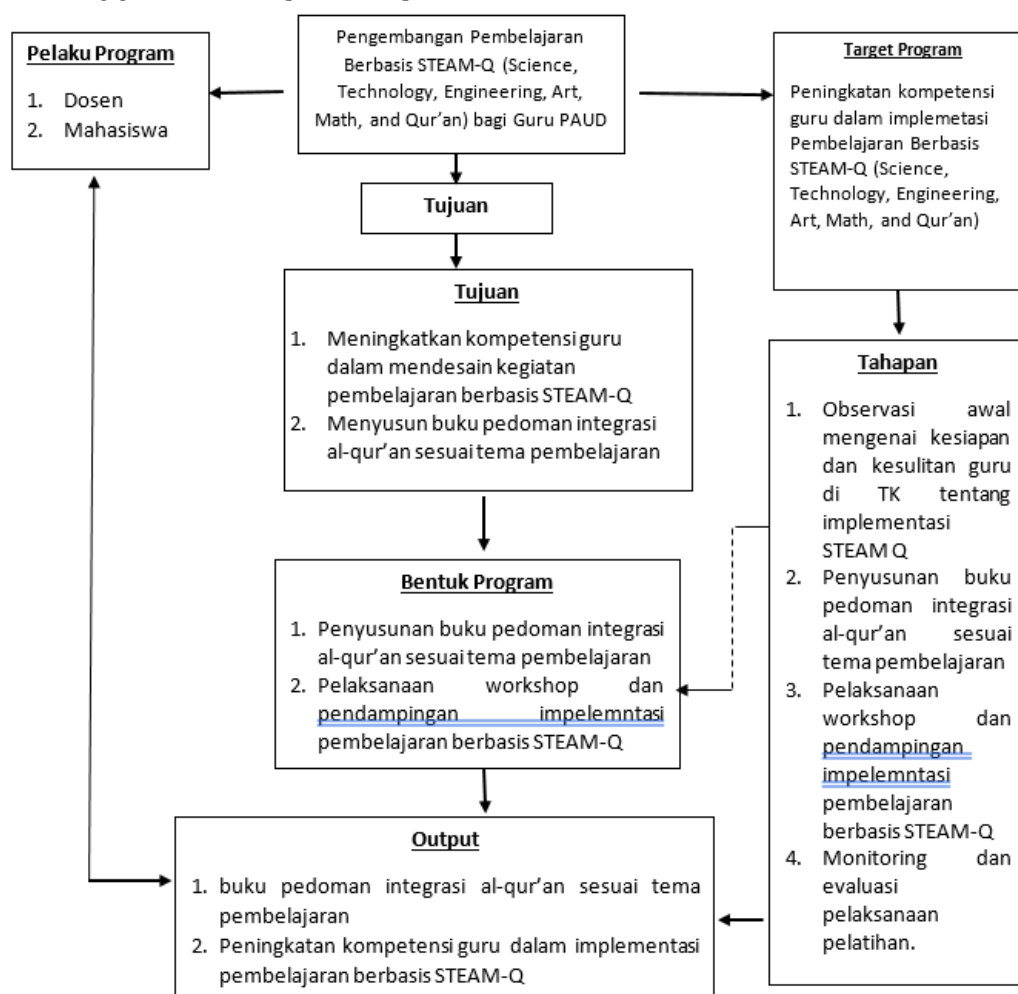 Pelaku Program
1. Dosen
2. Mahasiswa
Pengembangan Pembelajaran
Berbasis STEAM-Q (Science,
Technology, Engineering, Art,
Math, and Qur'an) bagi Guru PAUD
Target Program
Peningkatan kompetensi
guru dalam implemetasi
Pembelajaran Berbasis
STEAM-Q (Science,
Technology, Engineering,
Art, Math, and Qur'an)
Tujuan
Tujuan
1. Meningkatkan kompetensi guru
dalam mendesain kegiatan
pembelajaran berbasis STEAM-Q
2. Menyusun buku pedoman integrasi
al-qur'an sesuai tema pembelajaran
Tahapan
1. Observasi awal
mengenai kesiapan
dan kesulitan guru
di TK tentang
implementasi
STEAM Q
2. Penyusunan buku
pedoman integrasi
al-qur'an sesuai
tema pembelajaran
3. Pelaksanaan
workshop dan
pendampingan
impelemntasi
pembelajaran
berbasis STEAM-Q
4. Monitoring dan
evaluasi
pelaksanaan
pelatihan.
Bentuk Program
1. Penyusunan buku pedoman integrasi
al-qur'an sesuai tema pembelajaran
2. Pelaksanaan workshop dan
pendampingan impelemntasi
pembelajaran berbasis STEAM-Q
Output
1. buku pedoman integrasi al-qur'an sesuai tema
pembelajaran
2. Peningkatan kompetensi guru dalam implementasi
pembelajaran berbasis STEAM-Q